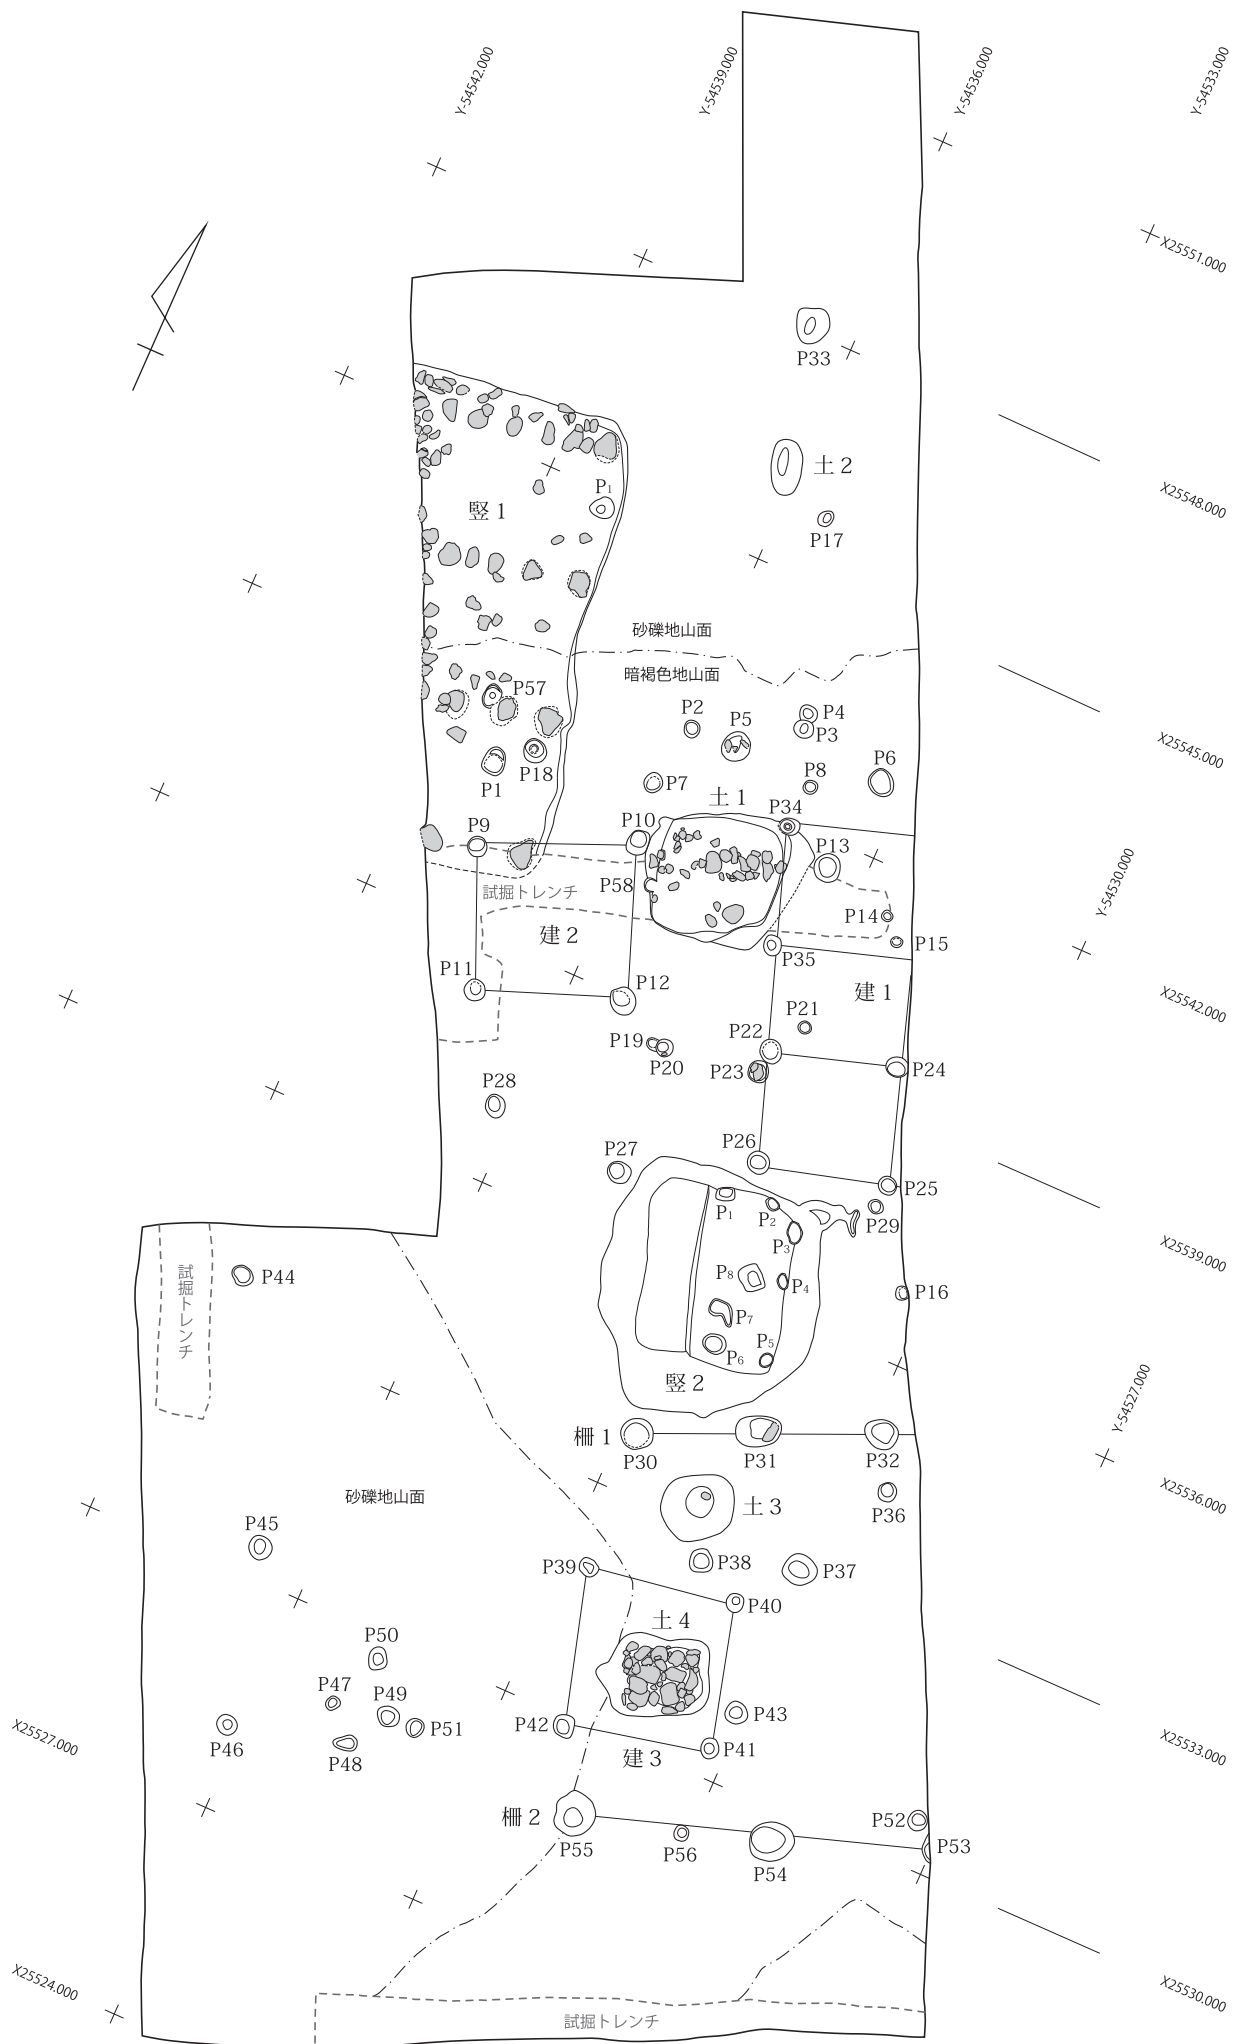 Y-54542.000
Y-54539.000
Y-54536.000
Y-54533.000
X25551.000
P33
土2
X25548.000
P1
竪1
P17
砂礫地山面
暗褐色地山面
P57
P2
P5
P4
P3
X25545.000
P18
P1
P7
P8
P6
土1
P34
P9
P10
P13
Y-54530.000
試掘トレンチ
P58
P14
P15
建2
P35
P11
P12
建1
X25542.000
P21
P19
P20
P22
P23
P24
P28
P26
P27
P25
P1
P2
P29
P3
X25539.000
試掘トレンチ
P44
P8
P4
P16
P7
P5
P6
竪2
Y-54527.000
柵1
P30
P31
P32
砂礫地山面
土3
P36
X25536.000
P45
P39
P38
P37
P40
土4
P50
P47
P49
P43
P51
P42
X25527.000
P46
P48
建3
P41
X25533.000
柵2
P55
P56
P54
P52
P53
X25524.000
X25530.000
試掘トレンチ